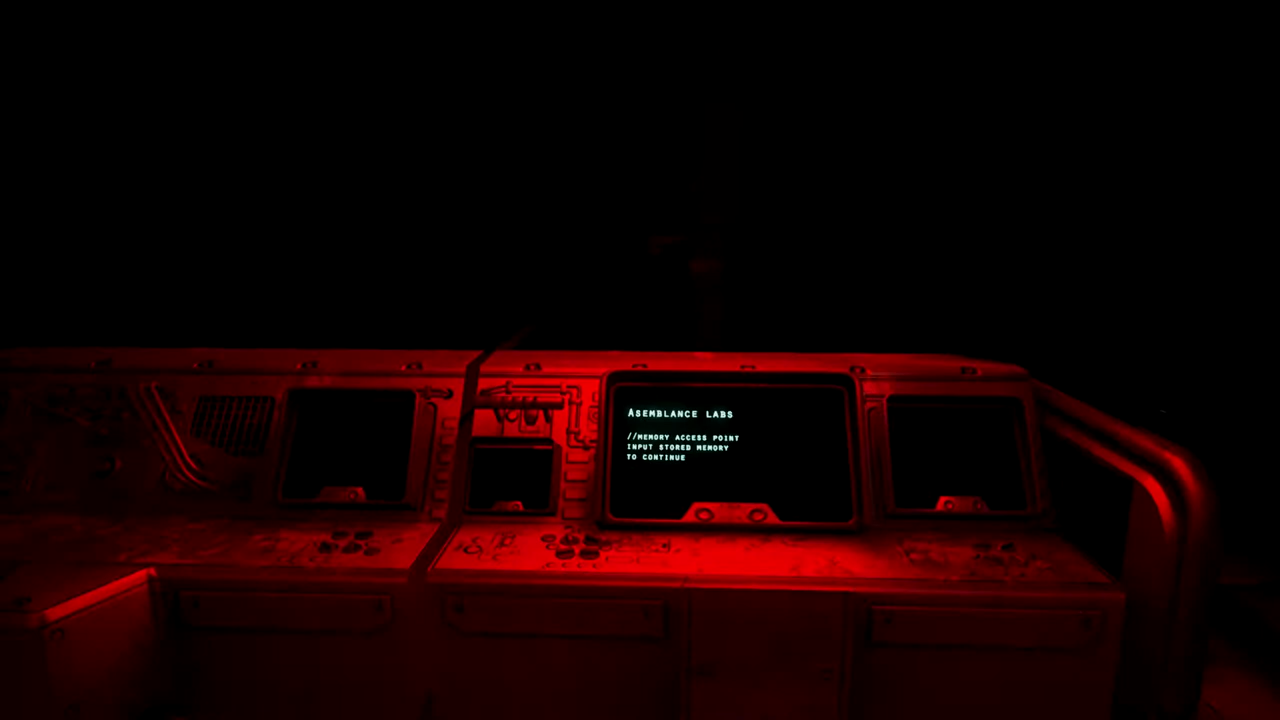 Asemblance labs
//MEMORY ACCESS POINT
INPUT STORED MEMORY
TO CONTINUE